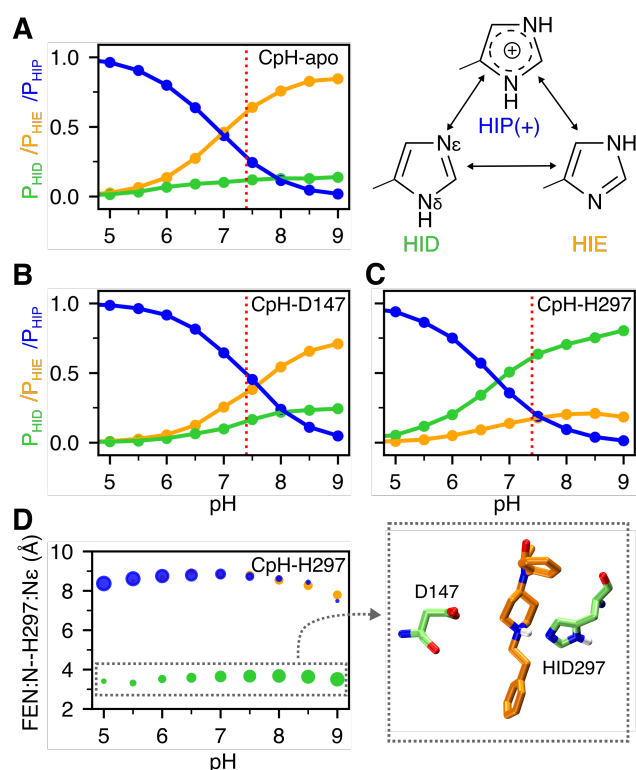 A
CpH-apo
P_HID /P_HIE /P_HIP
1.0
0.5
0.0
5 6 7 8 9
NH
+
N
H
HIP(+)
Nε
Nδ
H
HID
NH
N
HIE
B
CpH-D147
P_HID /P_HIE /P_HIP
1.0
0.5
0.0
5 6 7 8 9
pH
C
CpH-H297
5 6 7 8 9
pH
D
CpH-H297
FEN:N--H297:Nε (Å)
10
8
6
4
2
5 6 7 8 9
pH
D147
HID297